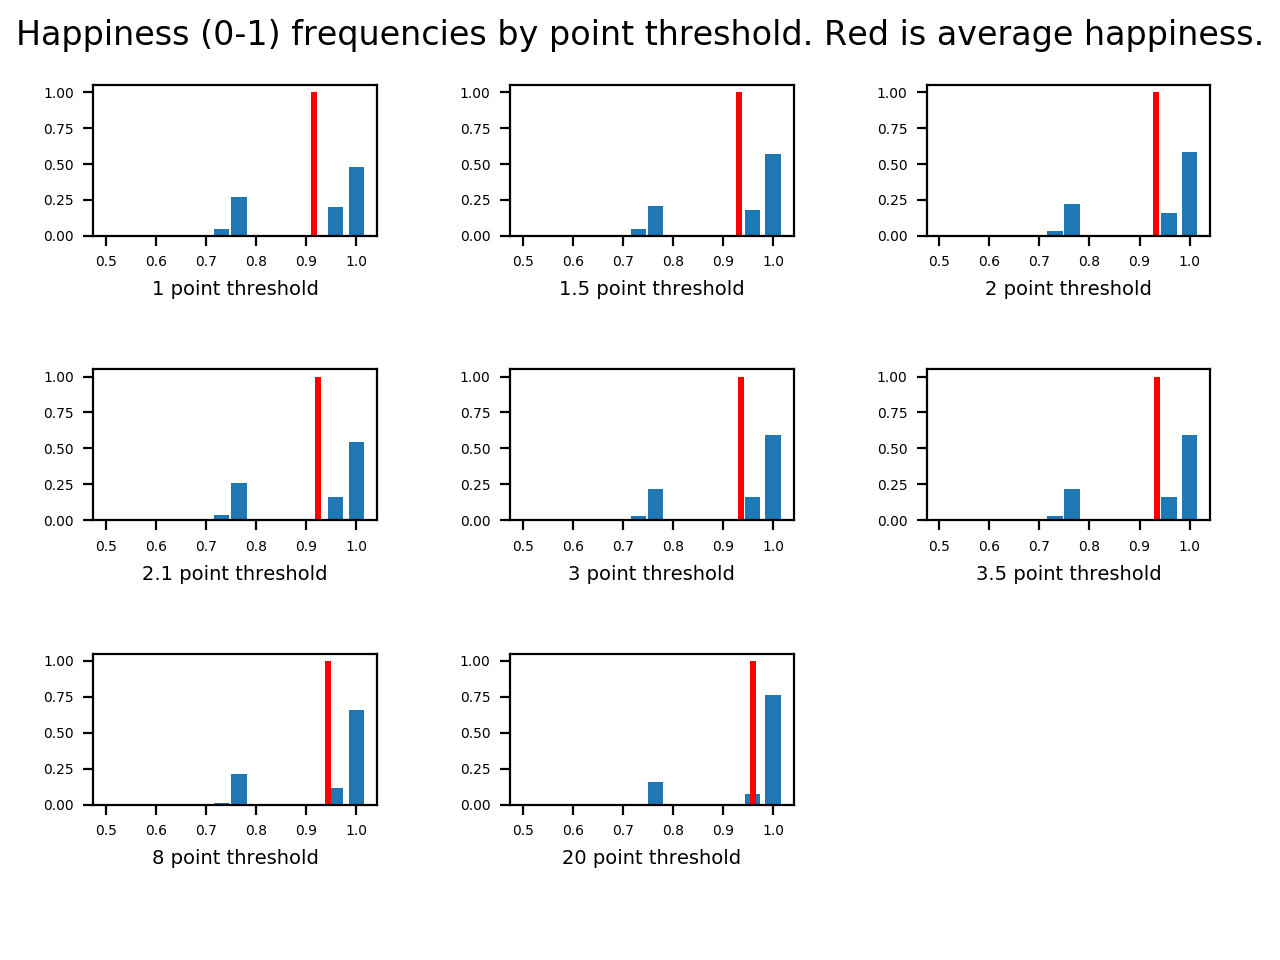 Happiness (0-1) frequencies by point threshold. Red is average happiness.
1.00 0.75 0.50 0.25 0.00
0.5 0.6 0.7 0.8 0.9 1.0
1 point threshold
1.00 0.75 0.50 0.25 0.00
0.5 0.6 0.7 0.8 0.9 1.0
1.5 point threshold
1.00 0.75 0.50 0.25 0.00
0.5 0.6 0.7 0.8 0.9 1.0
2 point threshold
1.00 0.75 0.50 0.25 0.00
0.5 0.6 0.7 0.8 0.9 1.0
2.1 point threshold
1.00 0.75 0.50 0.25 0.00
0.5 0.6 0.7 0.8 0.9 1.0
3 point threshold
1.00 0.75 0.50 0.25 0.00
0.5 0.6 0.7 0.8 0.9 1.0
3.5 point threshold
1.00 0.75 0.50 0.25 0.00
0.5 0.6 0.7 0.8 0.9 1.0
8 point threshold
1.00 0.75 0.50 0.25 0.00
0.5 0.6 0.7 0.8 0.9 1.0
20 point threshold